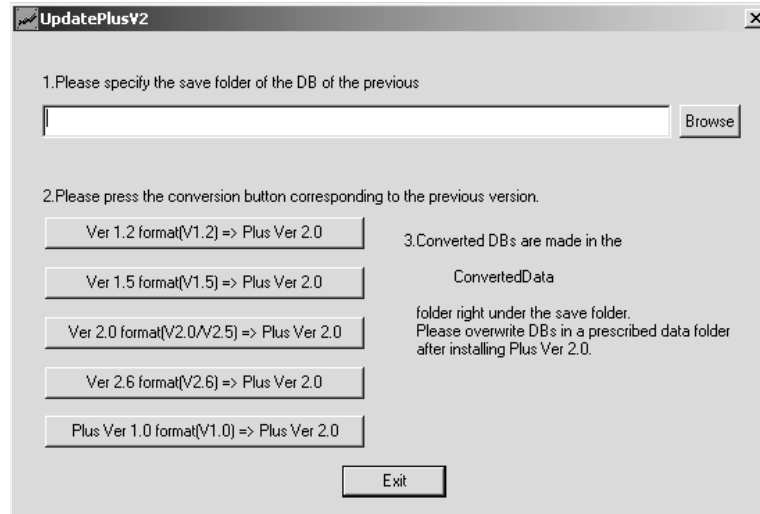 UpdatePlusV2
1.Please specify the save folder of the DB of the previous
Browse
2.Please press the conversion button corresponding to the previous version.
Ver 1.2 format(V1.2) => Plus Ver 2.0
Ver 1.5 format(V1.5) => Plus Ver 2.0
Ver 2.0 format(V2.0/V2.5) => Plus Ver 2.0
Ver 2.6 format(V2.6) => Plus Ver 2.0
Plus Ver 1.0 format(V1.0) => Plus Ver 2.0
3.Converted DBs are made in the
ConvertedData
folder right under the save folder.
Please overwrite DBs in a prescribed data folder
after installing Plus Ver 2.0.
Exit